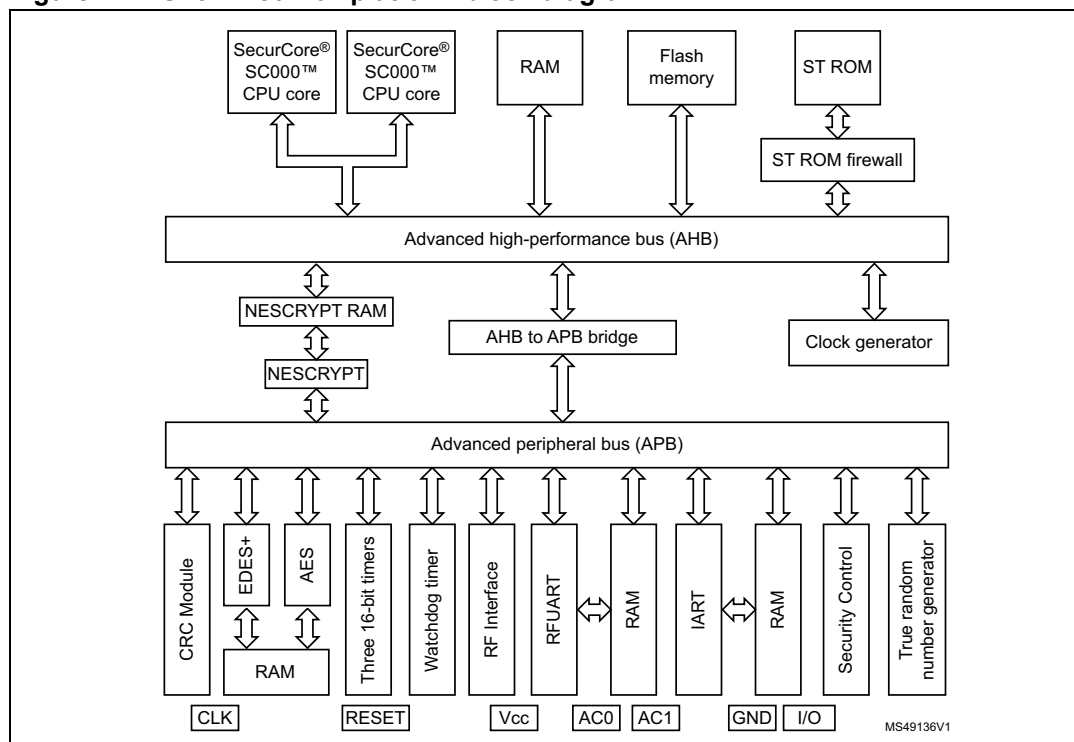 SecurCore®
SC000™
CPU core
SecurCore®
SC000™
CPU core
RAM
Flash
memory
ST ROM
ST ROM firewall
Advanced high-performance bus (AHB)
NESCRYPT RAM
AHB to APB bridge
Clock generator
NESCRYPT
Advanced peripheral bus (APB)
CRC Module
EDES+
AES
RAM
Three 16-bit timers
Watchdog timer
RF Interface
RFUART
RAM
IART
RAM
Security Control
True random
number generator
CLK
RESET
Vcc
AC0
AC1
GND
I/O
MS49136V1